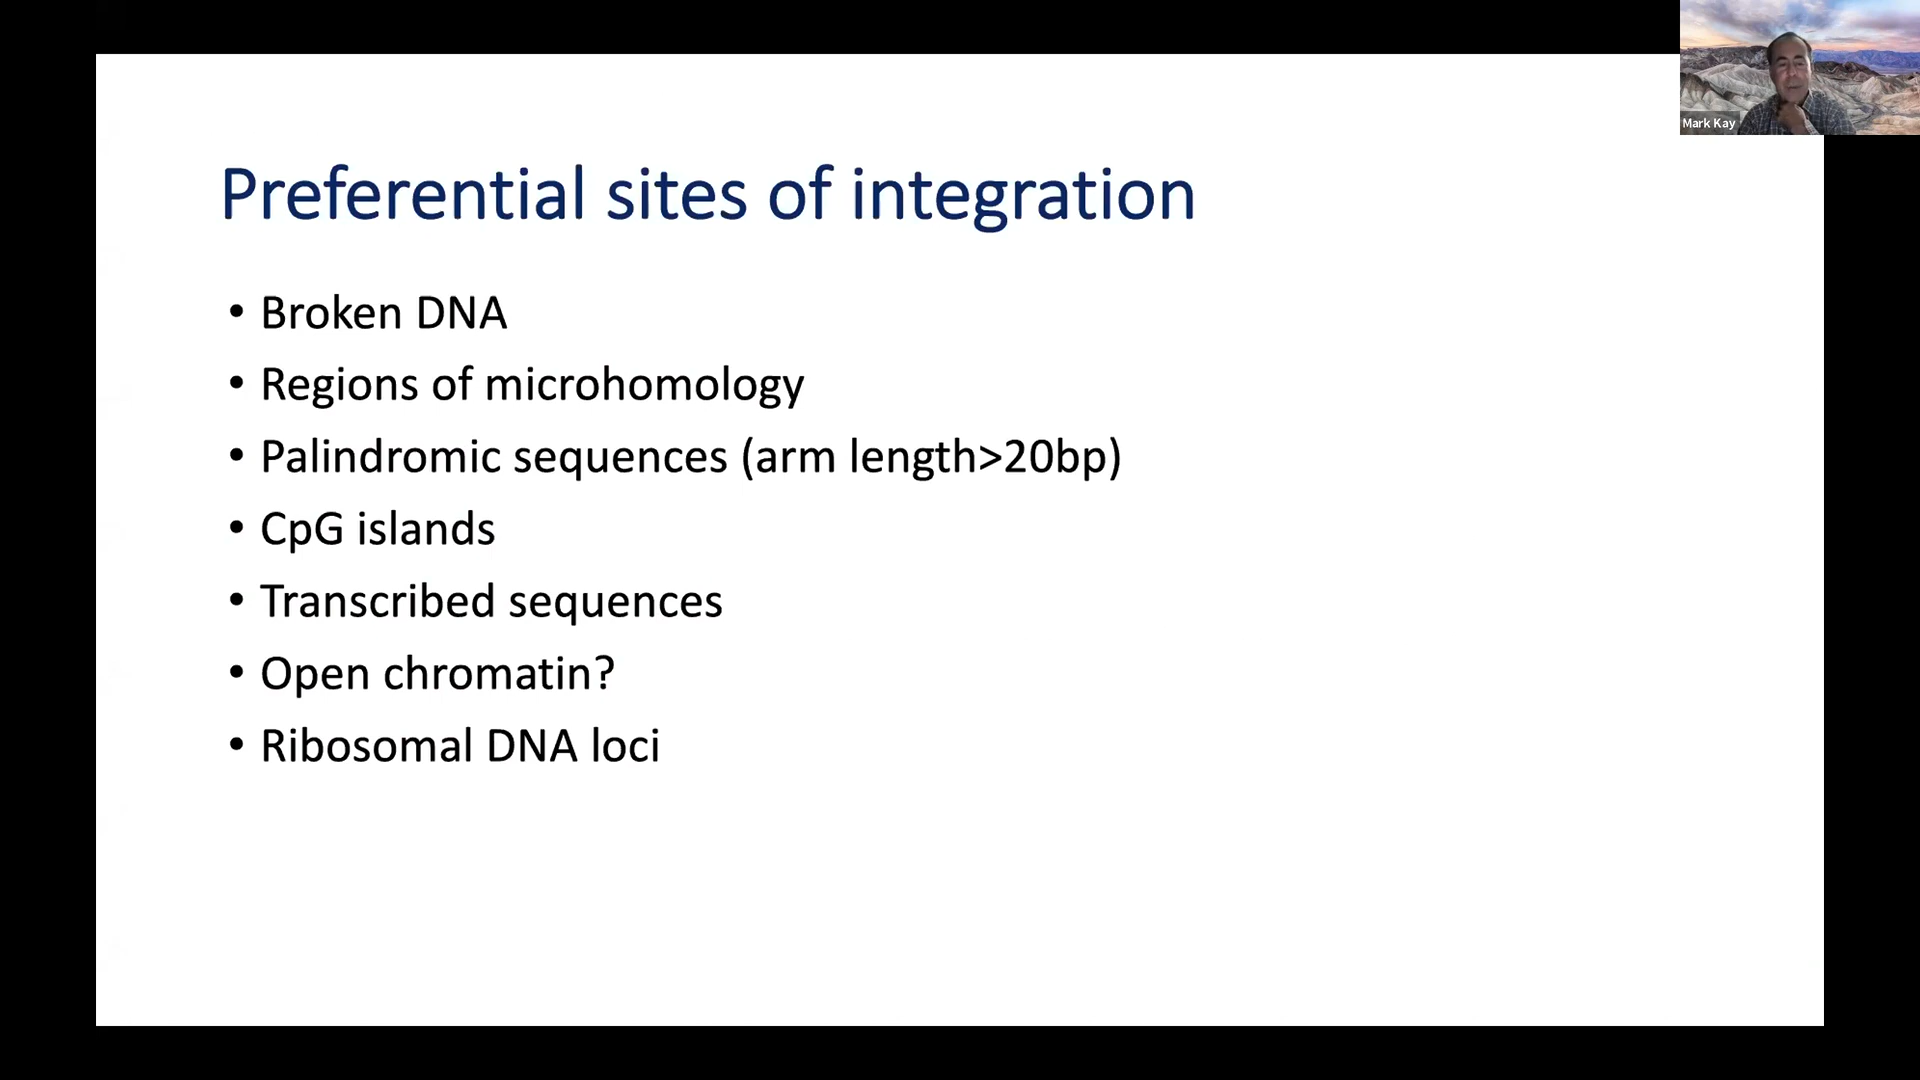 Mark Kay
Preferential sites of integration
• Broken DNA
• Regions of microhomology
• Palindromic sequences (arm length>20bp)
• CpG islands
• Transcribed sequences
• Open chromatin?
• Ribosomal DNA loci